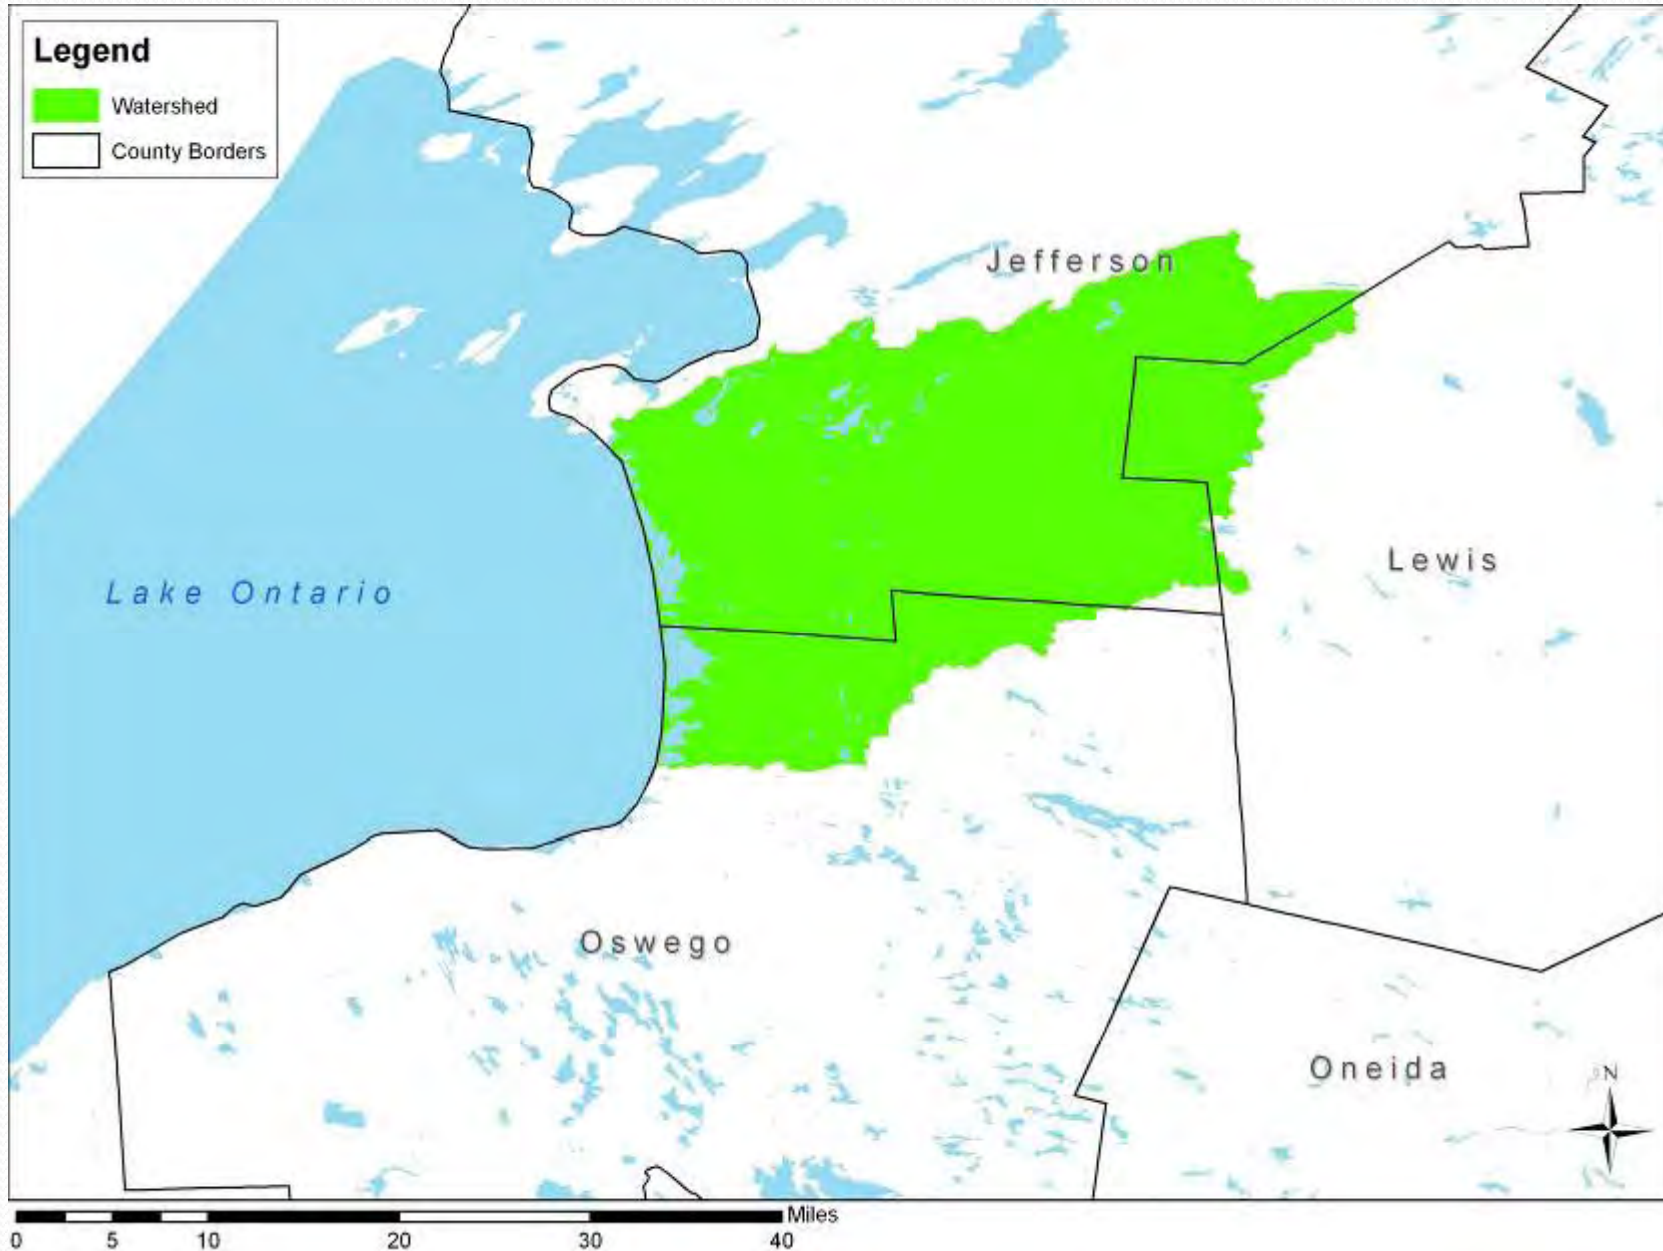 Legend
Watershed
County Borders
Jefferson
Lewis
Lake Ontario
Oswego
Oneida
N
Miles
0 5 10 20 30 40